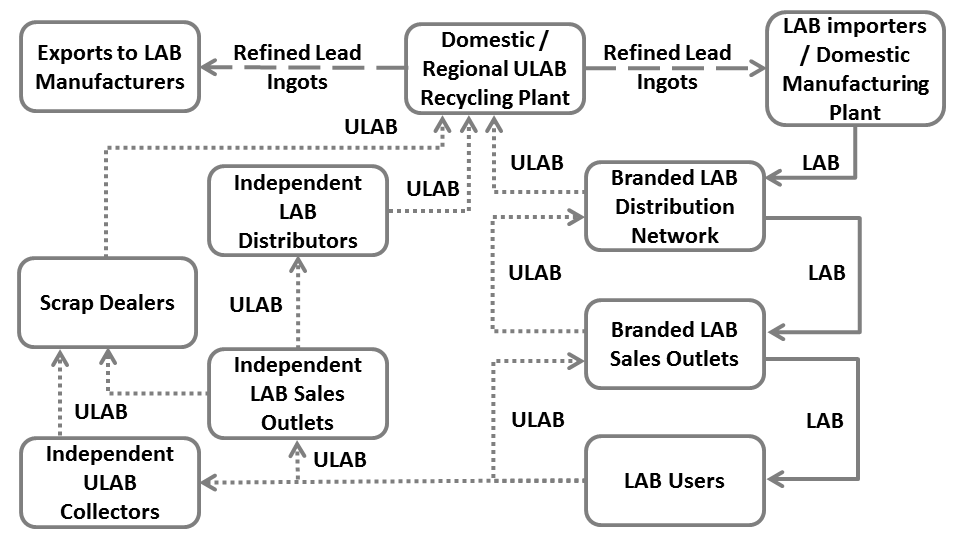 Exports to LAB
Manufacturers
Refined Lead
Ingots
Domestic /
Regional ULAB
Recycling Plant
Refined Lead
Ingots
LAB importers
/ Domestic
Manufacturing
Plant
ULAB
Independent
LAB
Distributors
ULAB
ULAB
LAB
Branded LAB
Distribution
Network
Scrap Dealers
ULAB
ULAB
LAB
Branded LAB
Sales Outlets
Independent
LAB Sales
Outlets
ULAB
ULAB
LAB
Independent
ULAB
Collectors
ULAB
LAB Users